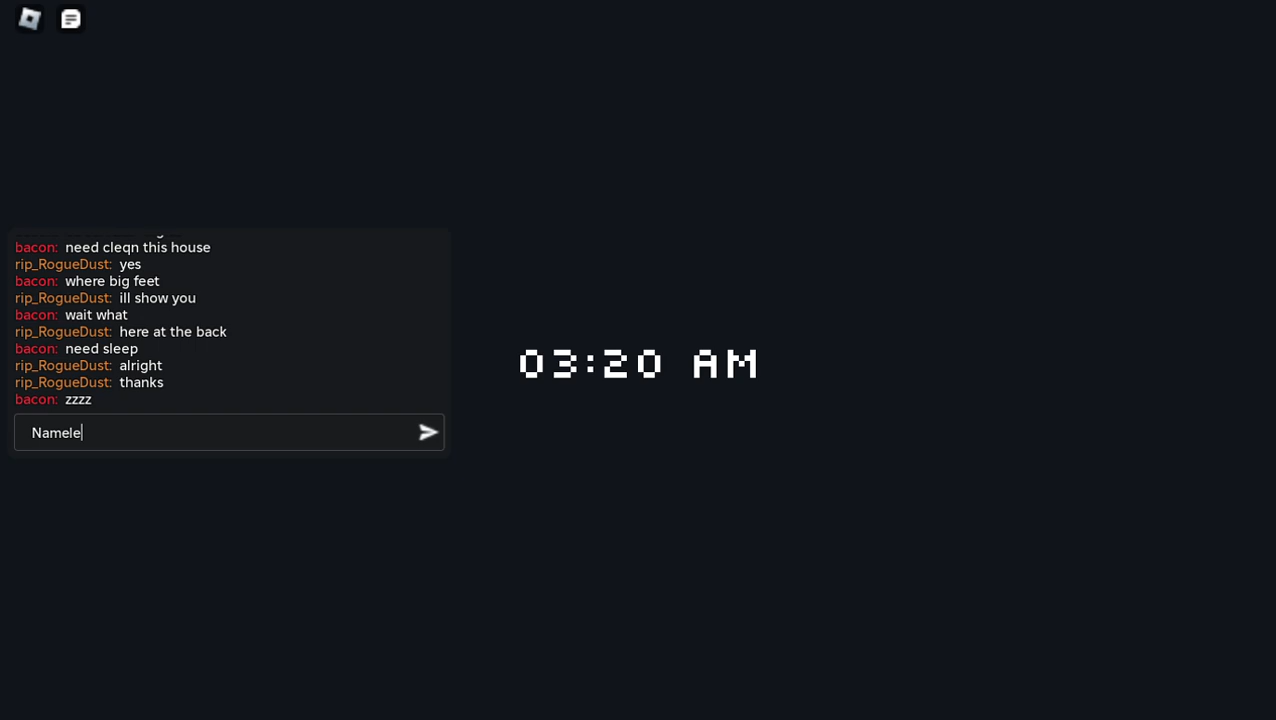 bacon: need cleqn this house
rip_RogueDust: yes
bacon: where big feet
rip_RogueDust: ill show you
bacon: wait what
rip_RogueDust: here at the back
bacon: need sleep
rip_RogueDust: alright
rip_RogueDust: thanks
bacon: zzzz
Namele
03:20 AM